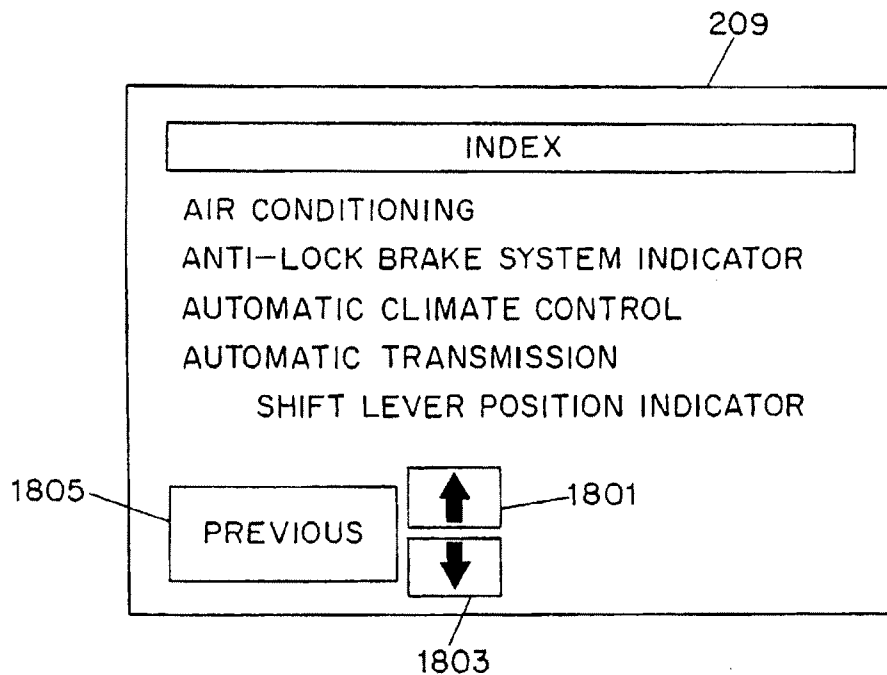 209
INDEX
AIR CONDITIONING
ANTI-LOCK BRAKE SYSTEM INDICATOR
AUTOMATIC CLIMATE CONTROL
AUTOMATIC TRANSMISSION
SHIFT LEVER POSITION INDICATOR
1805
PREVIOUS
1801
1803